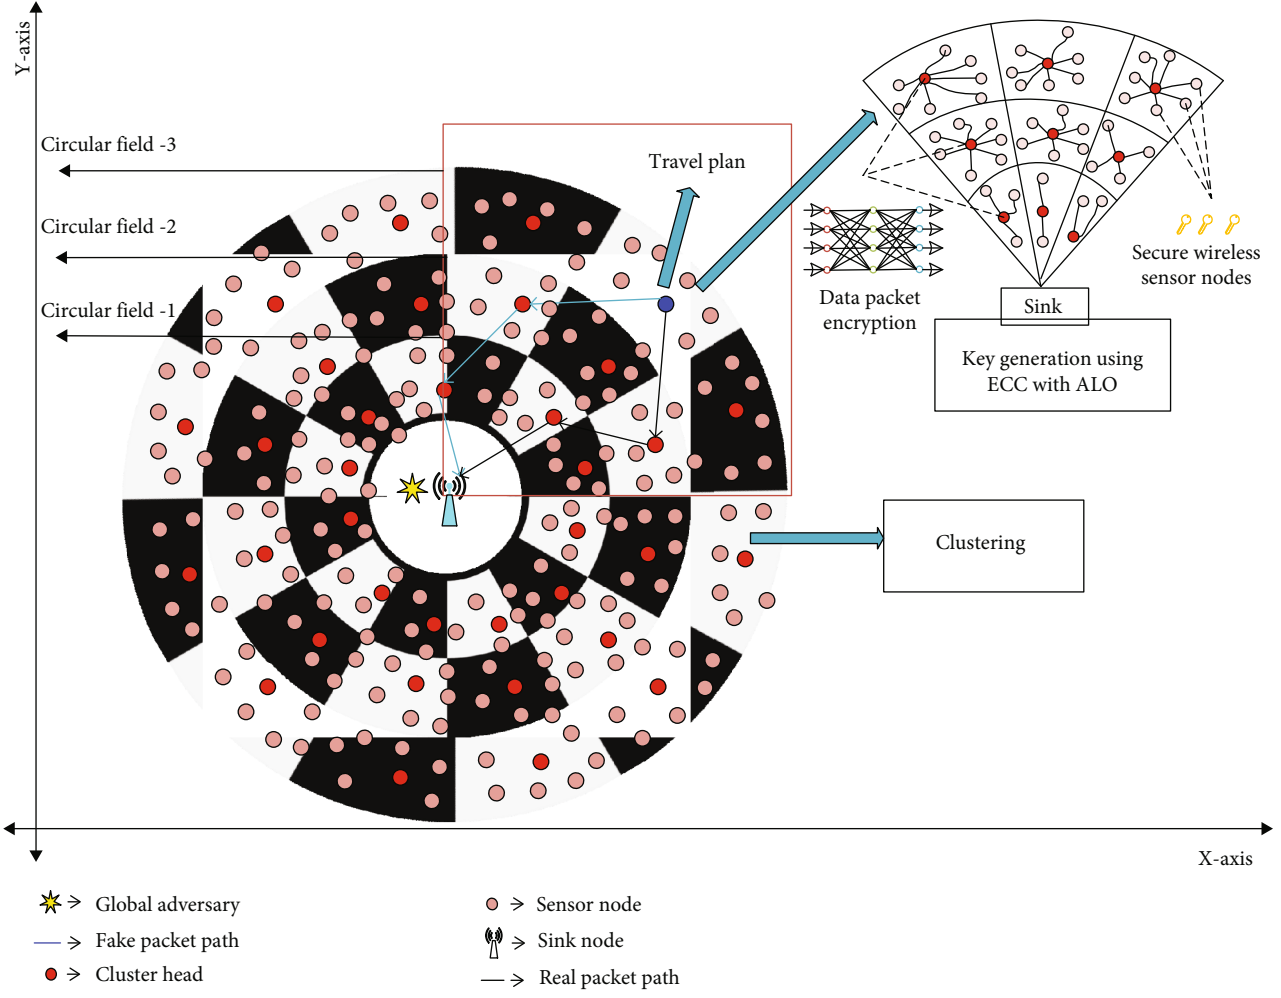 Y-axis
Circular field -3
Circular field -2
Circular field -1
Travel plan
Data packet
encryption
Secure wireless
sensor nodes
Sink
Key generation using
ECC with ALO
Clustering
X-axis
Global adversary
Fake packet path
Cluster head
Sensor node
Sink node
Real packet path